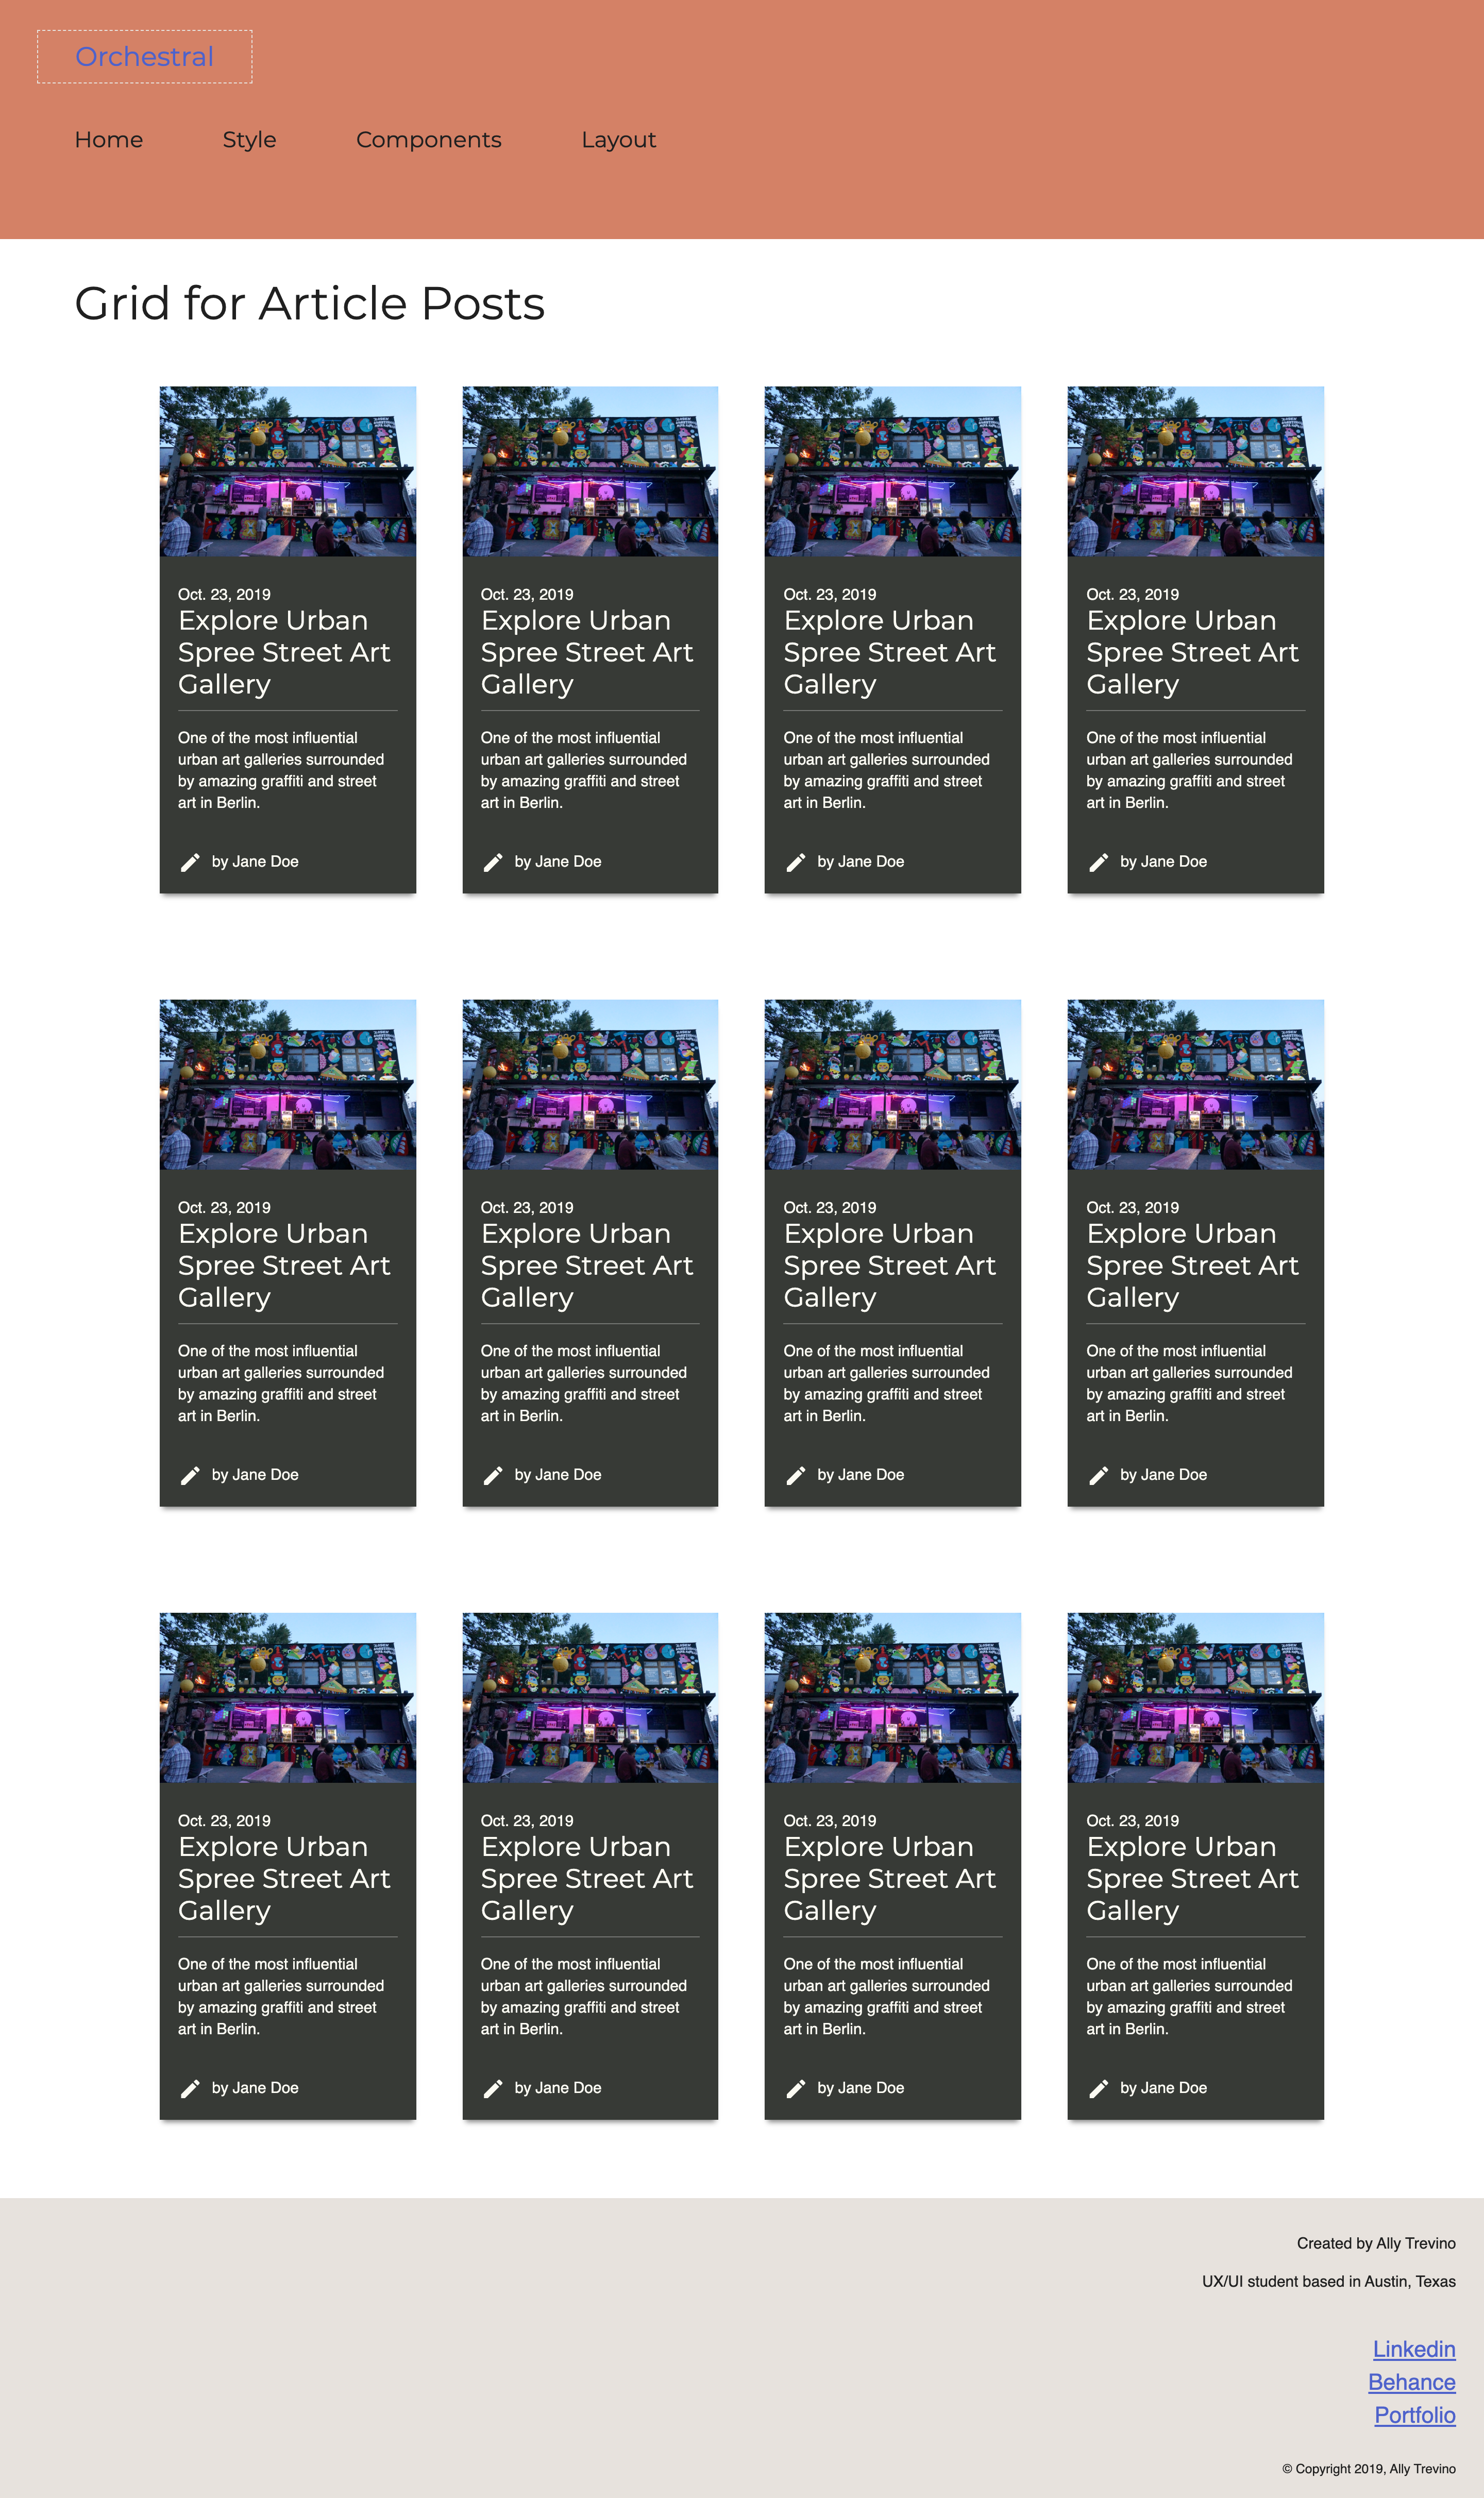 Orchestral
Home Style Components Layout
Grid for Article Posts
Oct. 23, 2019
Explore Urban
Spree Street Art
Gallery
One of the most influential
urban art galleries surrounded
by amazing graffiti and street
art in Berlin.
by Jane Doe
Oct. 23, 2019
Explore Urban
Spree Street Art
Gallery
One of the most influential
urban art galleries surrounded
by amazing graffiti and street
art in Berlin.
by Jane Doe
Oct. 23, 2019
Explore Urban
Spree Street Art
Gallery
One of the most influential
urban art galleries surrounded
by amazing graffiti and street
art in Berlin.
by Jane Doe
Oct. 23, 2019
Explore Urban
Spree Street Art
Gallery
One of the most influential
urban art galleries surrounded
by amazing graffiti and street
art in Berlin.
by Jane Doe
Oct. 23, 2019
Explore Urban
Spree Street Art
Gallery
One of the most influential
urban art galleries surrounded
by amazing graffiti and street
art in Berlin.
by Jane Doe
Oct. 23, 2019
Explore Urban
Spree Street Art
Gallery
One of the most influential
urban art galleries surrounded
by amazing graffiti and street
art in Berlin.
by Jane Doe
Oct. 23, 2019
Explore Urban
Spree Street Art
Gallery
One of the most influential
urban art galleries surrounded
by amazing graffiti and street
art in Berlin.
by Jane Doe
Oct. 23, 2019
Explore Urban
Spree Street Art
Gallery
One of the most influential
urban art galleries surrounded
by amazing graffiti and street
art in Berlin.
by Jane Doe
Oct. 23, 2019
Explore Urban
Spree Street Art
Gallery
One of the most influential
urban art galleries surrounded
by amazing graffiti and street
art in Berlin.
by Jane Doe
Oct. 23, 2019
Explore Urban
Spree Street Art
Gallery
One of the most influential
urban art galleries surrounded
by amazing graffiti and street
art in Berlin.
by Jane Doe
Oct. 23, 2019
Explore Urban
Spree Street Art
Gallery
One of the most influential
urban art galleries surrounded
by amazing graffiti and street
art in Berlin.
by Jane Doe
Oct. 23, 2019
Explore Urban
Spree Street Art
Gallery
One of the most influential
urban art galleries surrounded
by amazing graffiti and street
art in Berlin.
by Jane Doe
Created by Ally Trevino
UX/UI student based in Austin, Texas
Linkedin
Behance
Portfolio
© Copyright 2019, Ally Trevino